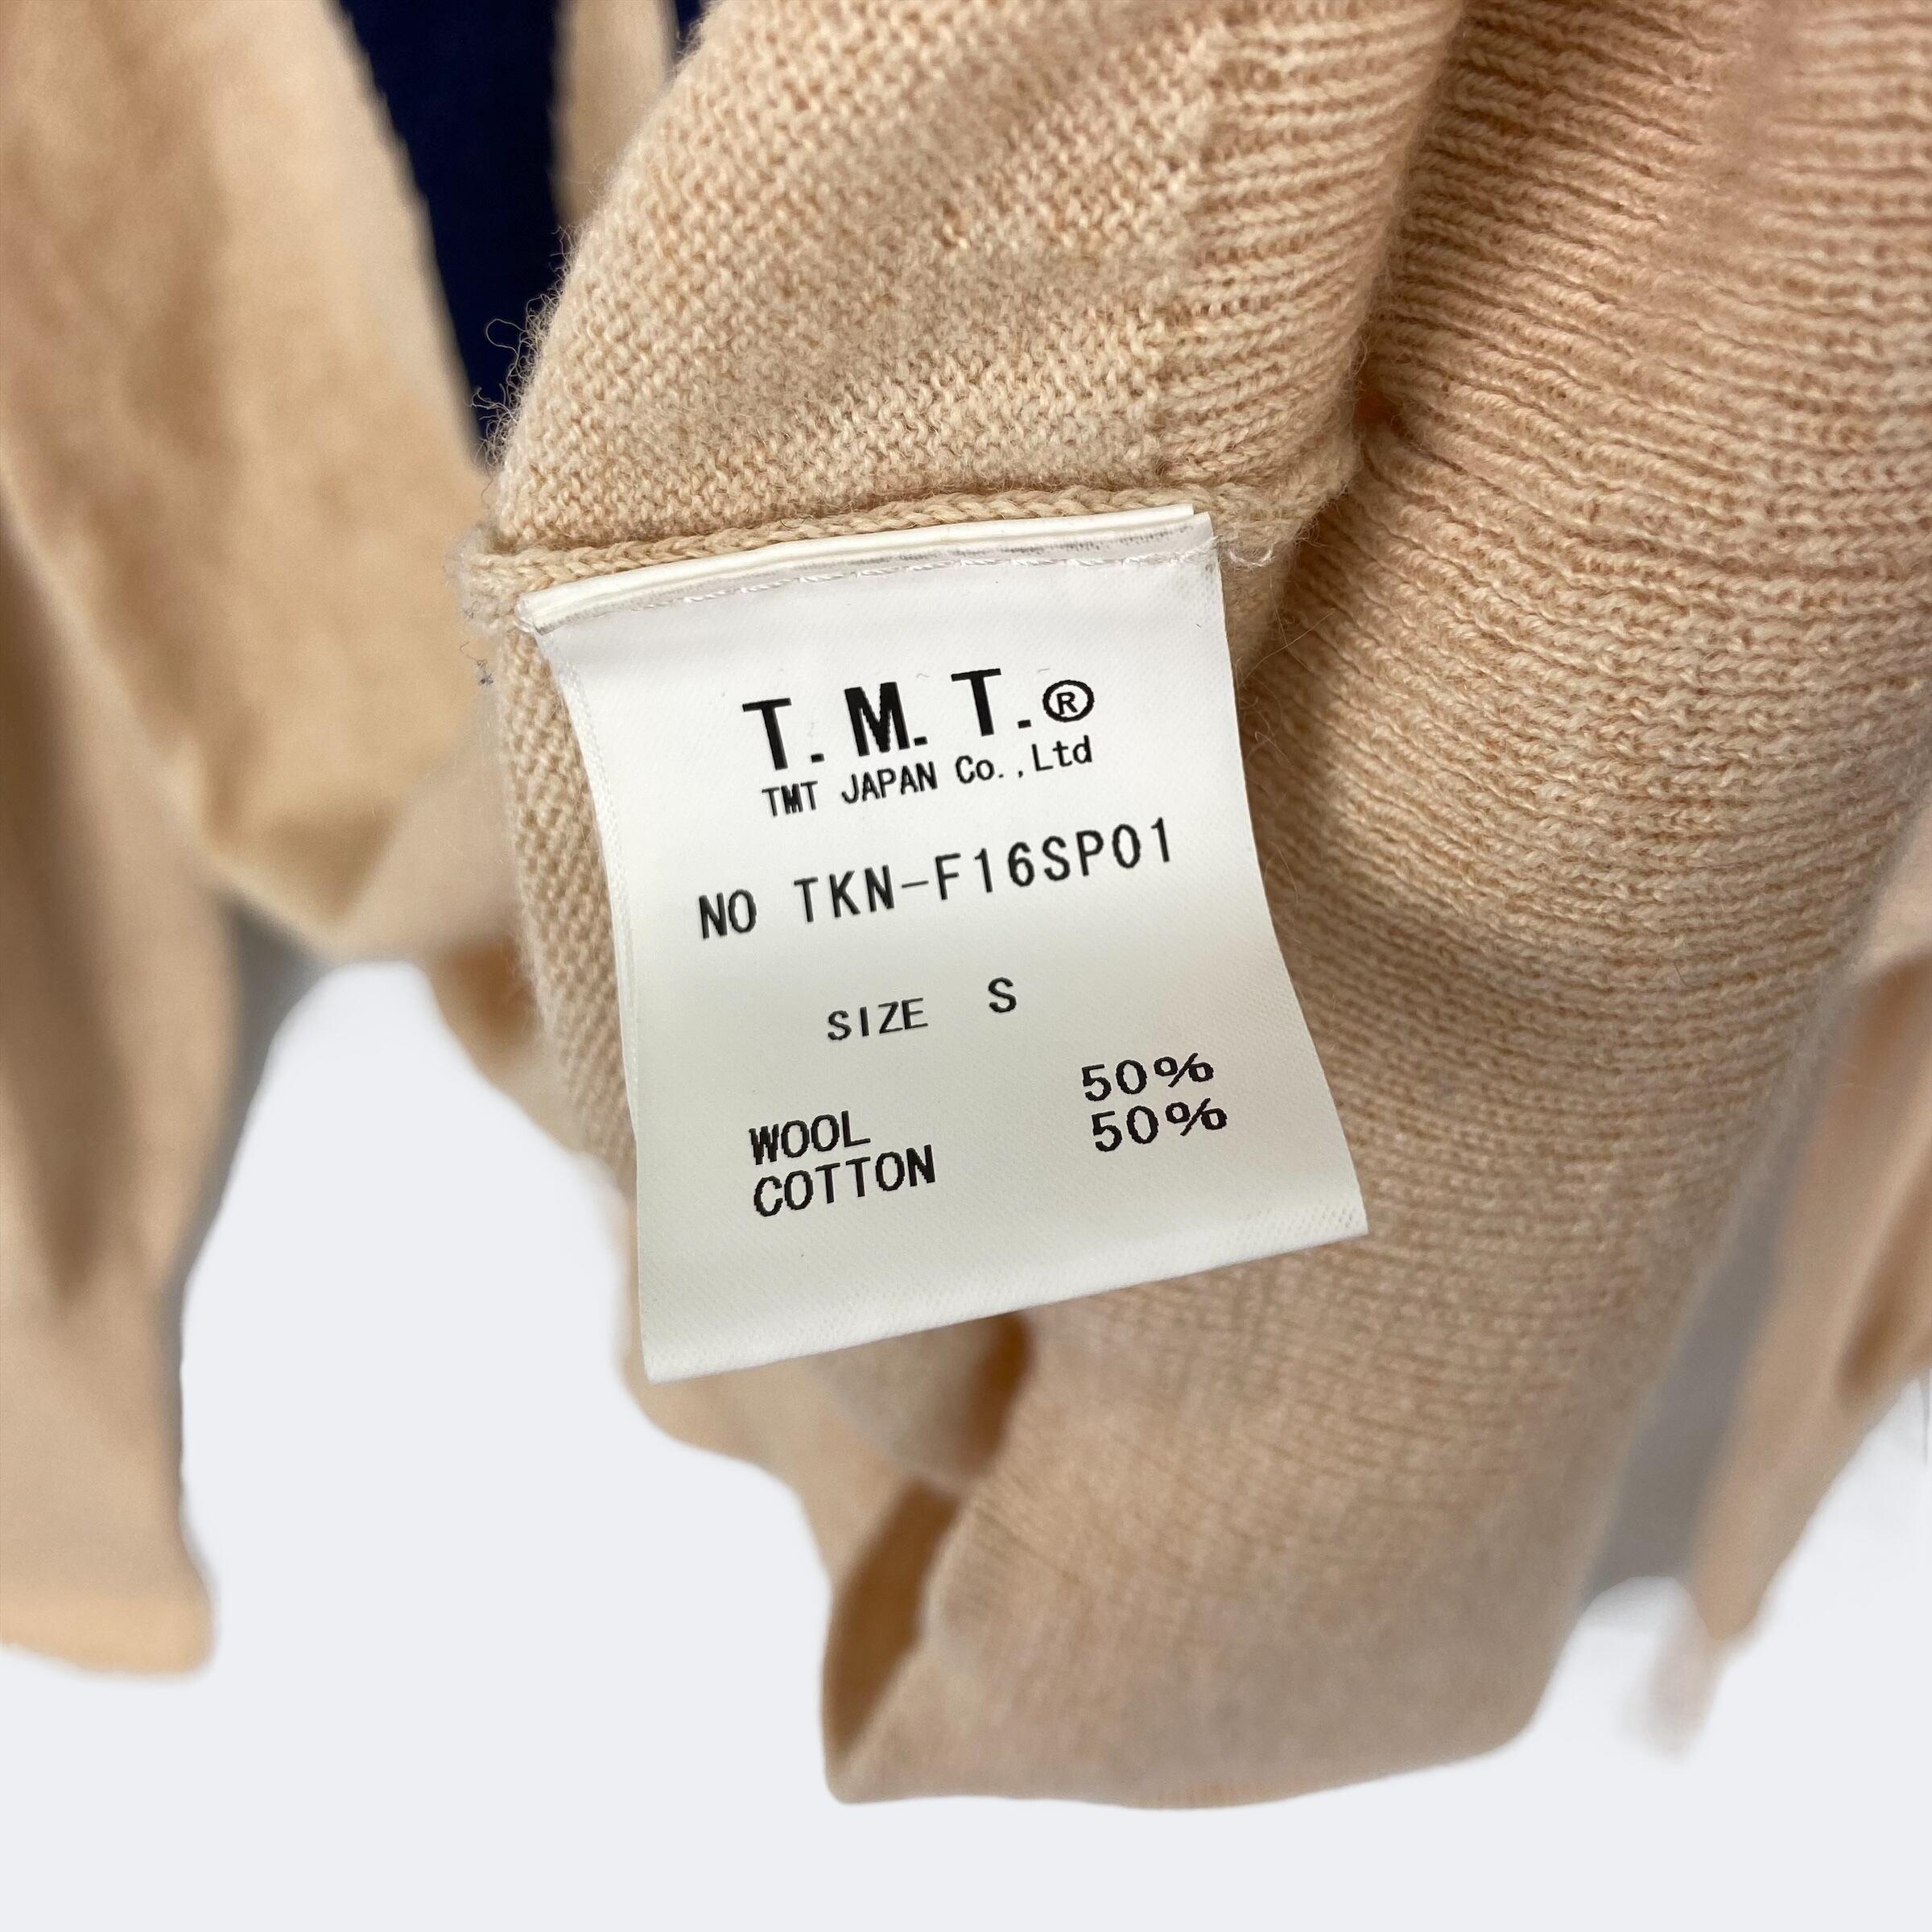 T.M.T.®
TMT JAPAN Co.,Ltd
NO TKN-F16SP01
SIZE S
WOOL 50%
COTTON 50%